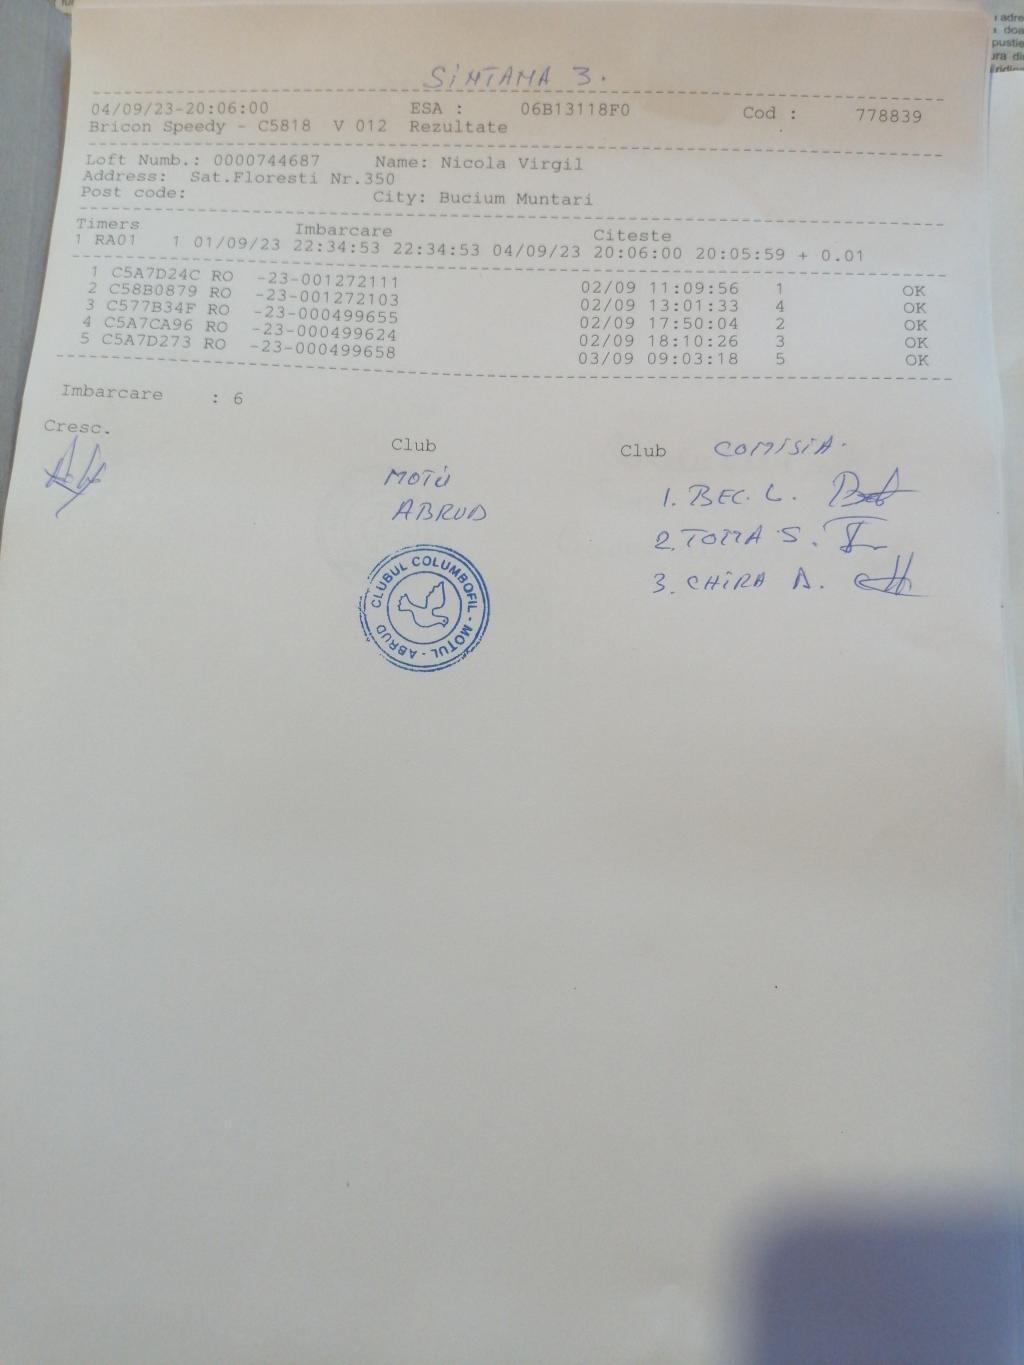 SÎNTAMA 3.
04/09/23-20:06:00 ESA : 06B13118F0 Cod : 778839
Bricon Speedy - C5818 V 012 Rezultate
Loft Numb.: 0000744687 Name: Nicola Virgil
Address: Sat.Floresti Nr.350
Post code: City: Bucium Muntari
Timers Imbarcare Citeste
1 RA01 1 01/09/23 22:34:53 22:34:53 04/09/23 20:06:00 20:05:59 + 0.01
1 C5A7D24C RO -23-001272111 02/09 11:09:56 1 OK
2 C58B0879 RO -23-001272103 02/09 13:01:33 4 OK
3 C577B34F RO -23-000499655 02/09 17:50:04 2 OK
4 C5A7CA96 RO -23-000499624 02/09 18:10:26 3 OK
5 C5A7D273 RO -23-000499658 03/09 09:03:18 5 OK
Imbarcare : 6
Cresc. Club Club COMISIA.
ABRUD
1. BEC. L.
2. TOMA S.
3. CHIRA A.
CLUBUL COLUMBOFIL - MOTUL - ABRUD